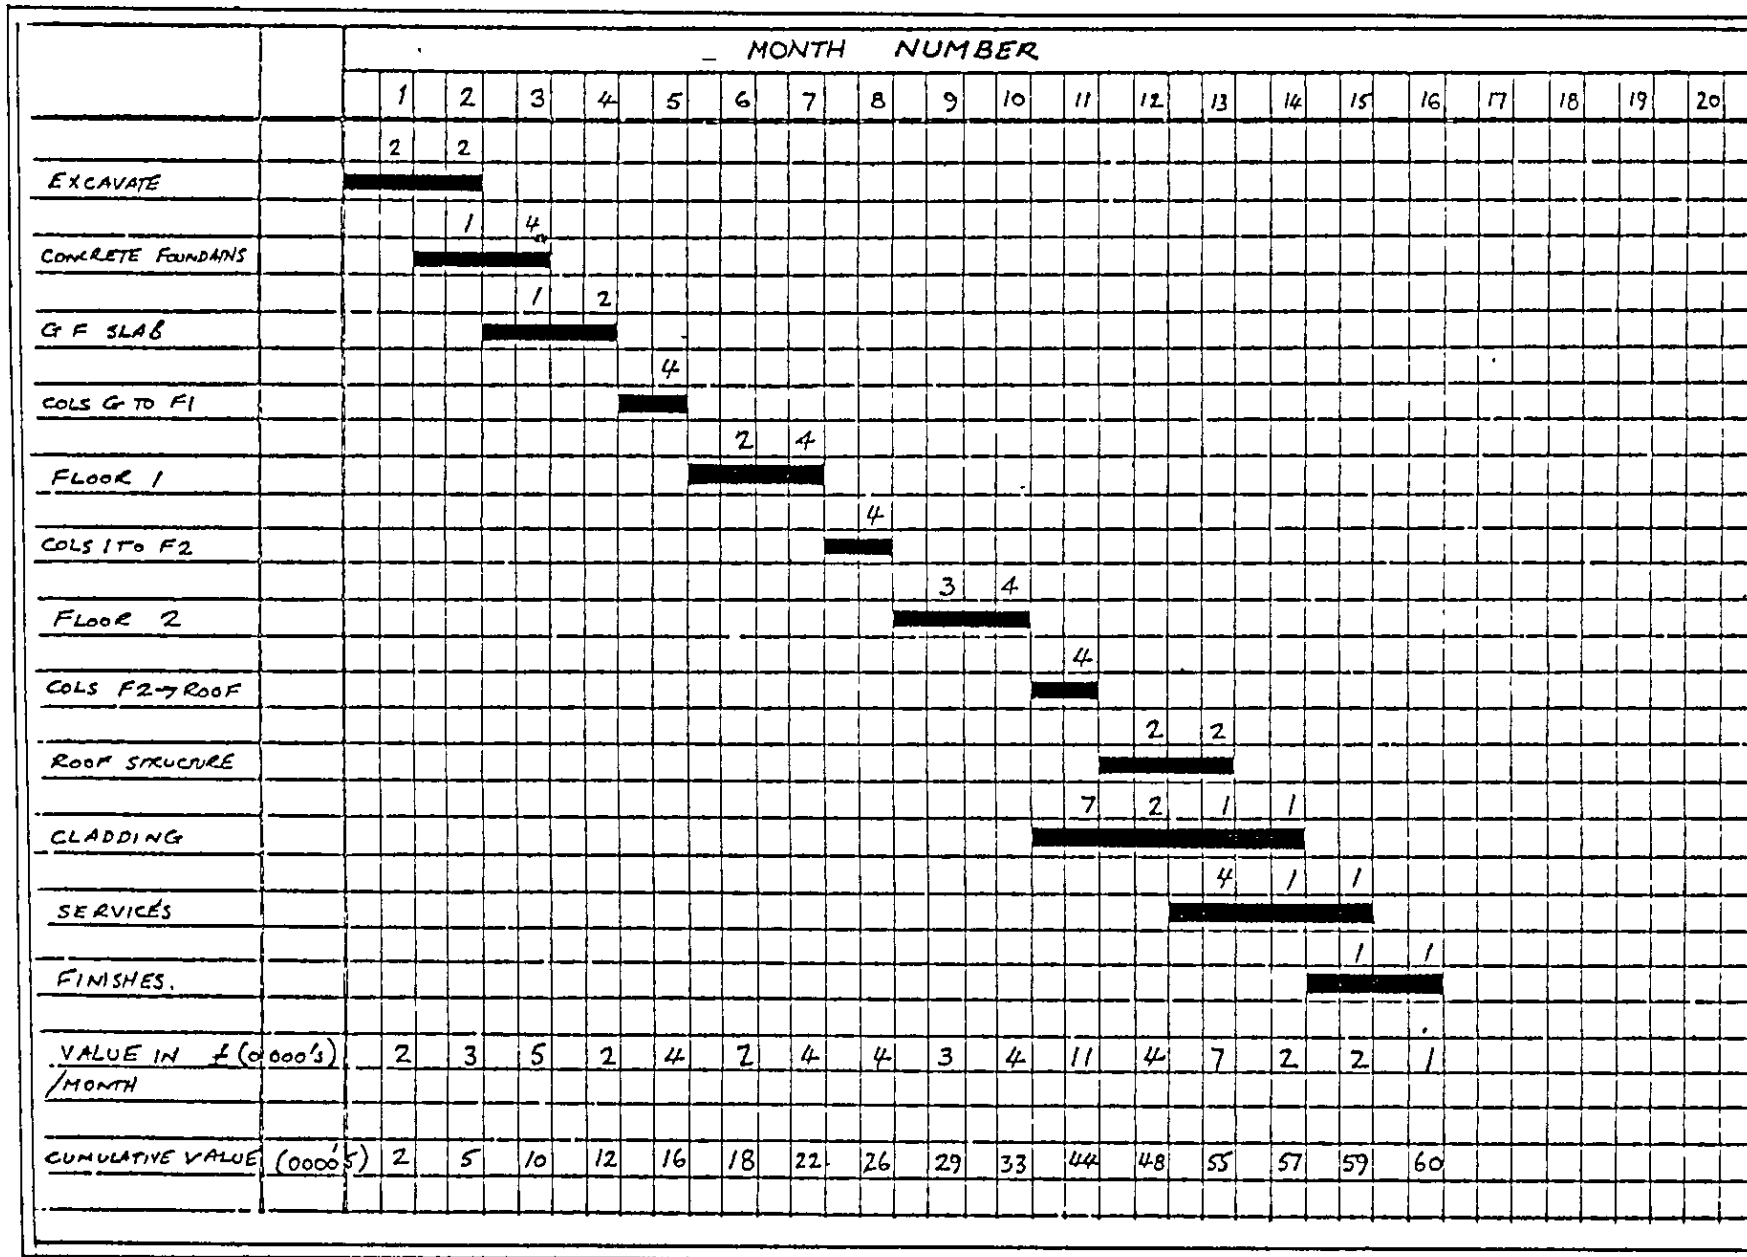 MONTH NUMBER
1 2 3 4 5 6 7 8 9 10 11 12 13 14 15 16 17 18 19 20
2 2
EXCAVATE
1 4
CONCRETE FOUNDAINS
1 2
G F SLAB
4
COLS G TO F1
2 4
FLOOR 1
4
COLS 1 TO F2
3 4
FLOOR 2
4
COLS F2→ROOF
2 2
ROOF STRUCTURE
7 2 1 1
CLADDING
4 1 1
SERVICES
1 1
FINISHES.
VALUE IN £(0000's) 2 3 5 2 4 2 4 4 3 4 11 4 7 2 2 1
/MONTH
CUMULATIVE VALUE (0000's) 2 5 10 12 16 18 22 26 29 33 44 48 55 57 59 60